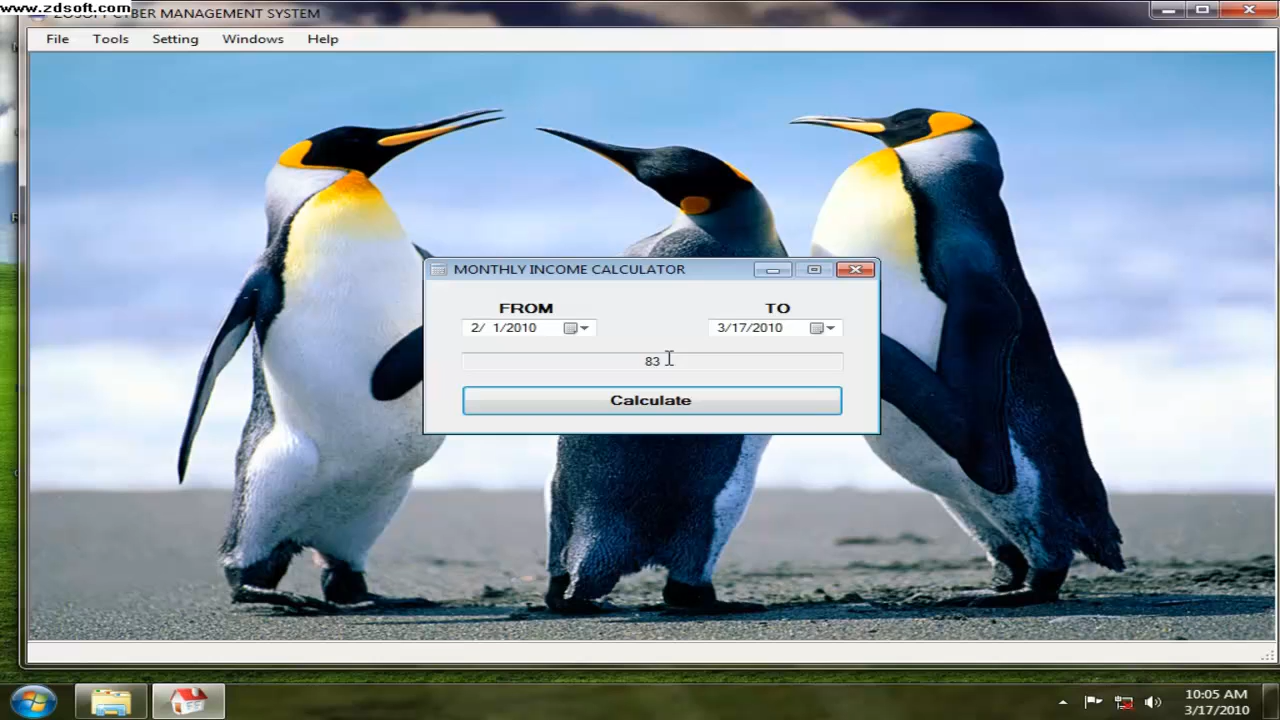 www.zdsoft.com
CYBER MANAGEMENT SYSTEM
File Tools Setting Windows Help
MONTHLY INCOME CALCULATOR
FROM TO
2/ 1/2010 3/17/2010
83
Calculate
10:05 AM
3/17/2010